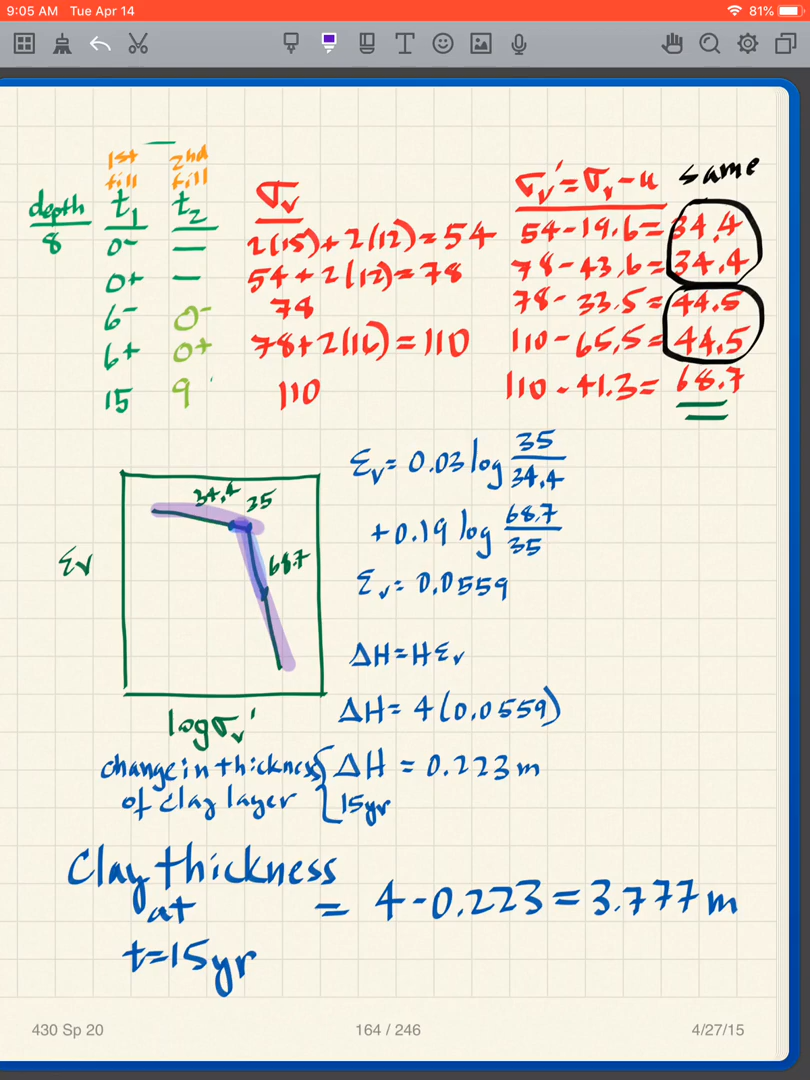 9:05 AM Tue Apr 14 81%
1st fill 2nd fill
depth t₁ t₂ σv σv' = σv - u same
8 0- — 2(15)+2(12)=54 54-19.6=34.4
0+ — 54+2(12)=78 78-43.6=34.4
6- 0- 78 78-33.5=44.5
6+ 0+ 78+2(16)=110 110-65.5=44.5
15 9 110 110-41.3=68.7
εv = 0.03 log 35/34.4
+0.19 log 68.7/35
εv = 0.0559
34.4 35
68.7
εv
log σv'
ΔH = H εv
ΔH = 4(0.0559)
change in thickness of clay layer { ΔH = 0.223 m
15yr
Clay thickness at t=15yr = 4-0.223 = 3.777 m
430 Sp 20 164 / 246 4/27/15